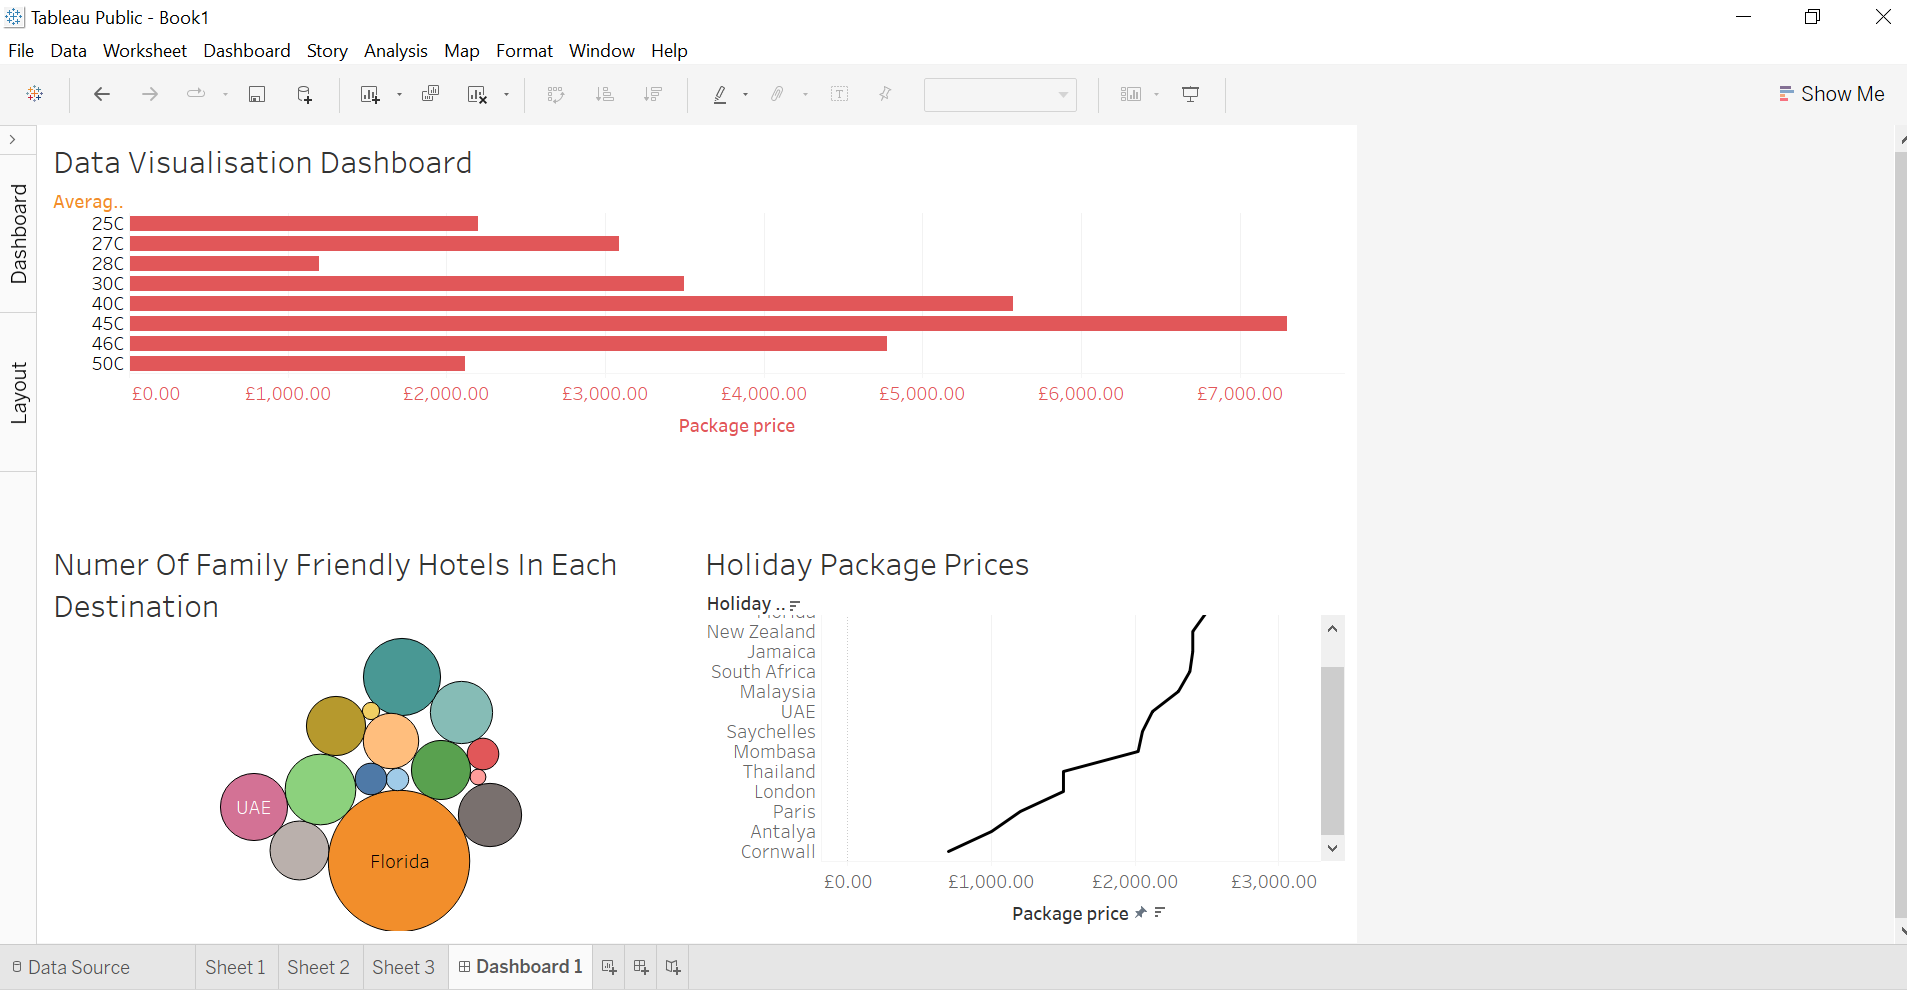 Tableau Public - Book1
File Data Worksheet Dashboard Story Analysis Map Format Window Help
Show Me
Dashboard
Layout
Data Visualisation Dashboard
Averag..
25C
27C
28C
30C
40C
45C
46C
50C
£0.00 £1,000.00 £2,000.00 £3,000.00 £4,000.00 £5,000.00 £6,000.00 £7,000.00
Package price
Numer Of Family Friendly Hotels In Each
Destination
UAE
Florida
Holiday Package Prices
Holiday ..
Florida
New Zealand
Jamaica
South Africa
Malaysia
UAE
Saychelles
Mombasa
Thailand
London
Paris
Antalya
Cornwall
£0.00 £1,000.00 £2,000.00 £3,000.00
Package price
Data Source Sheet 1 Sheet 2 Sheet 3 Dashboard 1